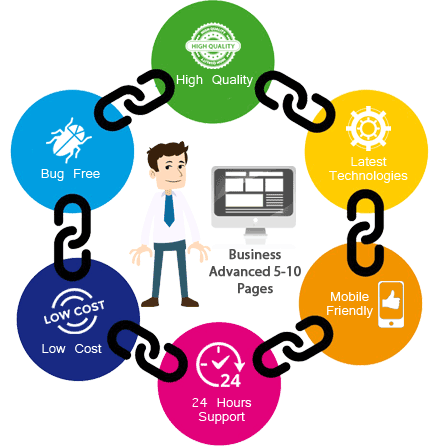 HIGH QUALITY
High Quality
Latest
Technologies
Mobile
Friendly
24
24 Hours
Support
LOW COST
Low Cost
Bug Free
Business
Advanced 5-10
Pages